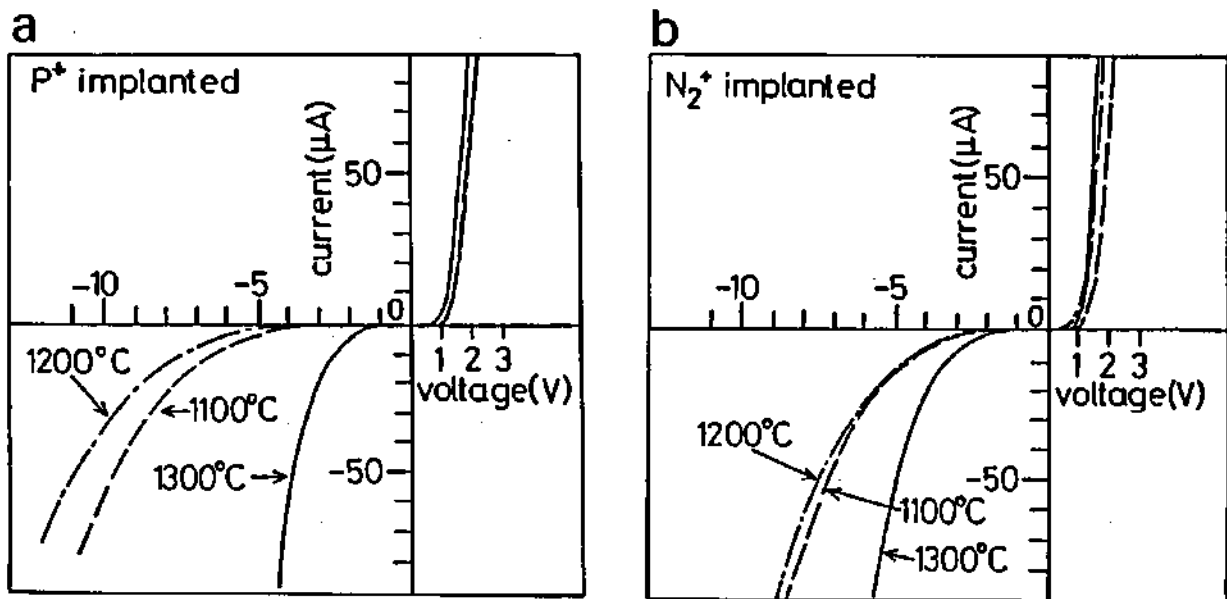 a
P⁺ implanted
current(μA)
50
-10
-5
0
1 2 3
voltage(V)
1200°C
1100°C
1300°C
-50
b
N₂⁺ implanted
current(μA)
50
-10
-5
0
1 2 3
voltage(V)
1200°C
-50
1100°C
1300°C